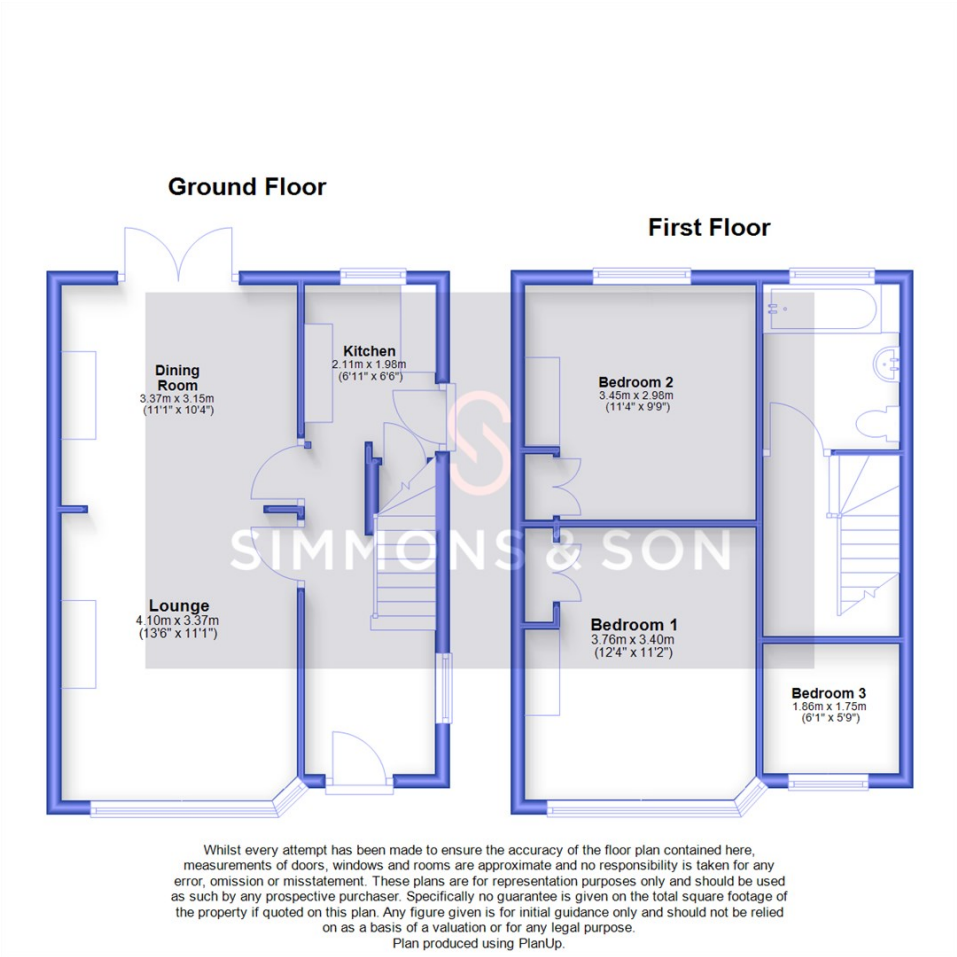 Ground Floor
First Floor
Dining
Room
3.37m x 3.15m
(11'1" x 10'4")
Kitchen
2.11m x 1.98m
(6'11" x 6'6")
Bedroom 2
3.45m x 2.98m
(11'4" x 9'9")
SIMMONS & SON
Lounge
4.10m x 3.37m
(13'6" x 11'1")
Bedroom 1
3.76m x 3.40m
(12'4" x 11'2")
Bedroom 3
1.86m x 1.75m
(6'1" x 5'9")
Whilst every attempt has been made to ensure the accuracy of the floor plan contained here,
measurements of doors, windows and rooms are approximate and no responsibility is taken for any
error, omission or misstatement. These plans are for representation purposes only and should be used
as such by any prospective purchaser. Specifically no guarantee is given on the total square footage of
the property if quoted on this plan. Any figure given is for initial guidance only and should not be relied
on as a basis of a valuation or for any legal purpose.
Plan produced using PlanUp.